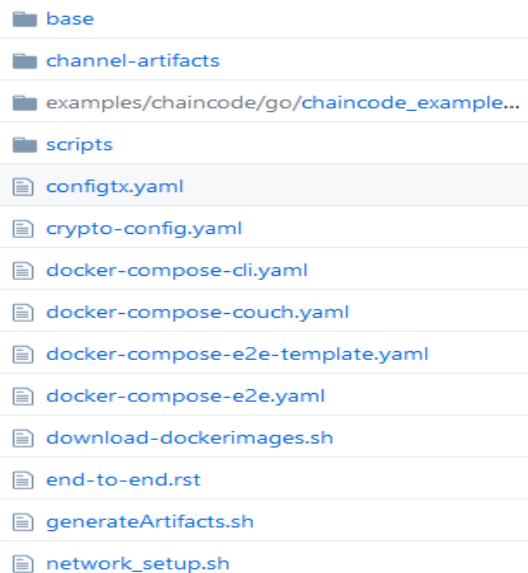 base
channel-artifacts
examples/chaincode/go/chaincode_example...
scripts
configtx.yaml
crypto-config.yaml
docker-compose-cli.yaml
docker-compose-couch.yaml
docker-compose-e2e-template.yaml
docker-compose-e2e.yaml
download-dockerimages.sh
end-to-end.rst
generateArtifacts.sh
network_setup.sh